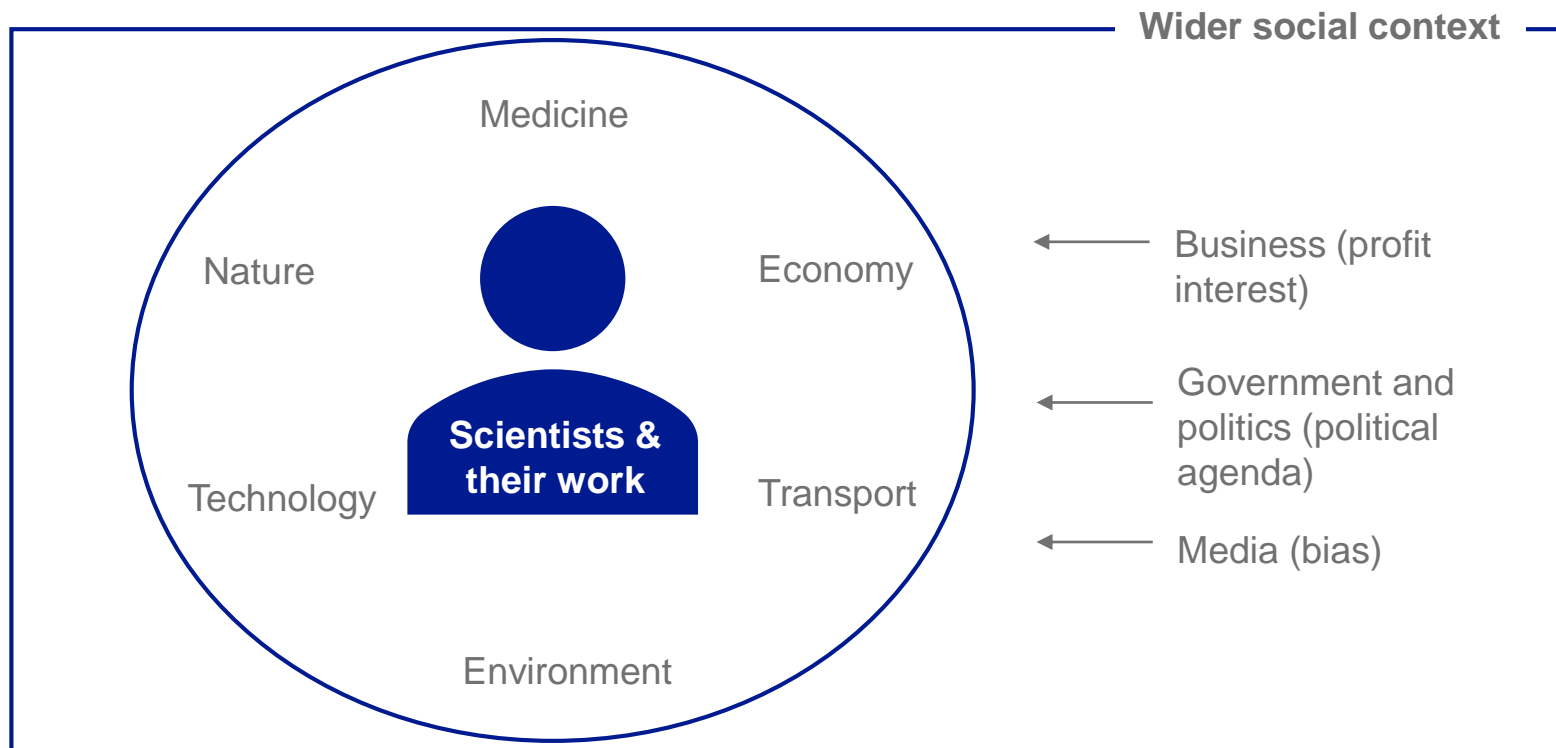 Wider social context
Medicine
Nature
Economy
Business (profit
interest)
Scientists &
their work
Technology
Transport
Government and
politics (political
agenda)
Media (bias)
Environment